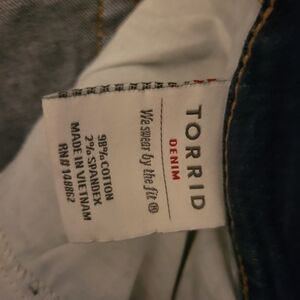 TORRID
DENIM
We swear by the fit ®
98% COTTON
2% SPANDEX
MADE IN VIETNAM
RN# 148862